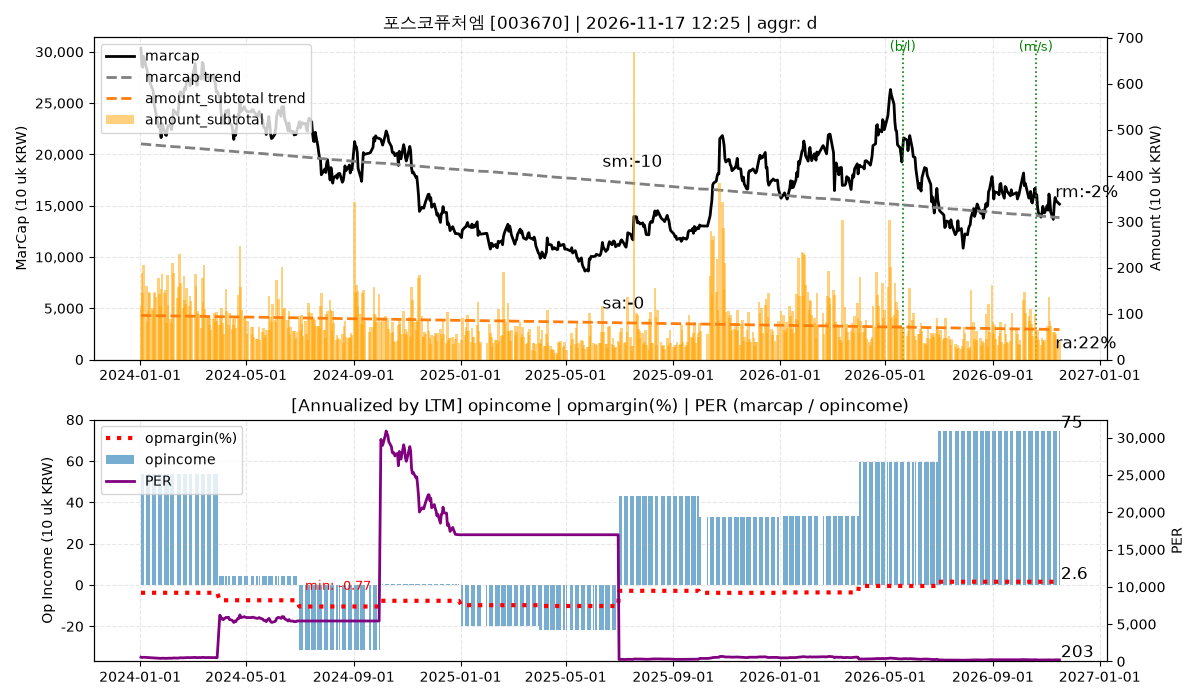 포스코퓨처엠 [003670] | 2026-11-17 12:25 | aggr: d
marcap
marcap trend
amount_subtotal trend
amount_subtotal
(b/l)
(m/s)
sm:-10
rm:-2%
sa:-0
ra:22%
MarCap (10 uk KRW)
30,000
25,000
20,000
15,000
10,000
5,000
0
Amount (10 uk KRW)
700
600
500
400
300
200
100
0
2024-01-01
2024-05-01
2024-09-01
2025-01-01
2025-05-01
2025-09-01
2026-01-01
2026-05-01
2026-09-01
2027-01-01
[Annualized by LTM] opincome | opmargin(%) | PER (marcap / opincome)
opmargin(%)
opincome
PER
min: -0.77
75
2.6
203
Op Income (10 uk KRW)
80
60
40
20
0
-20
PER
30,000
25,000
20,000
15,000
10,000
5,000
0
2024-01-01
2024-05-01
2024-09-01
2025-01-01
2025-05-01
2025-09-01
2026-01-01
2026-05-01
2026-09-01
2027-01-01